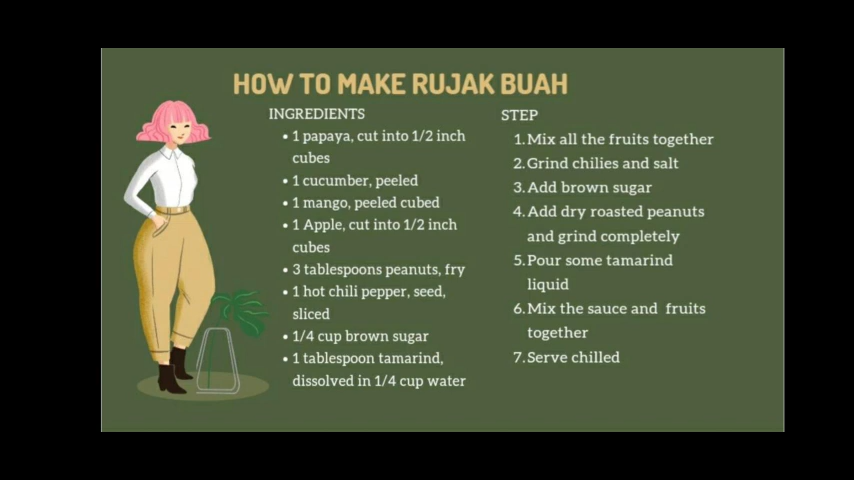 HOW TO MAKE RUJAK BUAH
INGREDIENTS
• 1 papaya, cut into 1/2 inch
cubes
• 1 cucumber, peeled
• 1 mango, peeled cubed
• 1 Apple, cut into 1/2 inch
cubes
• 3 tablespoons peanuts, fry
• 1 hot chili pepper, seed,
sliced
• 1/4 cup brown sugar
• 1 tablespoon tamarind,
dissolved in 1/4 cup water
STEP
1. Mix all the fruits together
2. Grind chilies and salt
3. Add brown sugar
4. Add dry roasted peanuts
and grind completely
5. Pour some tamarind
liquid
6. Mix the sauce and fruits
together
7. Serve chilled